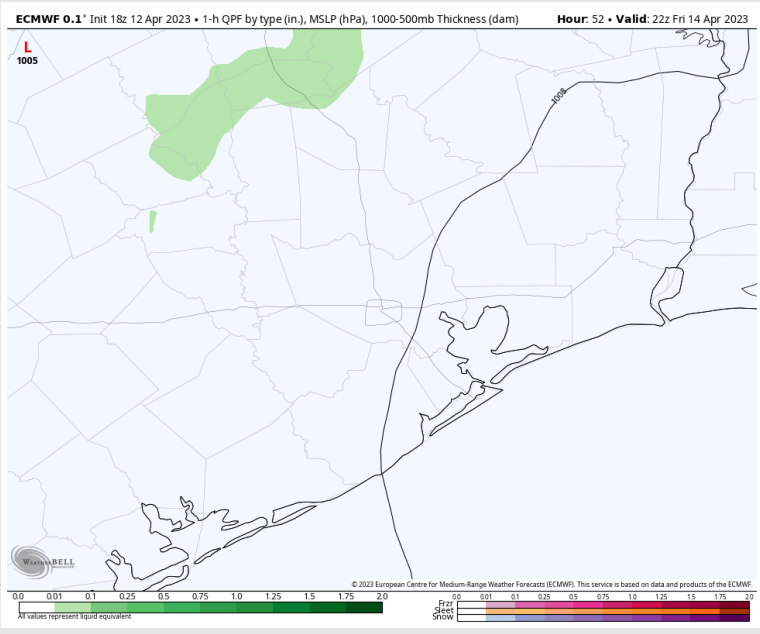 ECMWF 0.1° Init 18z 12 Apr 2023 • 1-h QPF by type (in.), MSLP (hPa), 1000-500mb Thickness (dam)
Hour: 52 • Valid: 22z Fri 14 Apr 2023
L
1005
1008
WEATHERBELL
© 2023 European Centre for Medium-Range Weather Forecasts (ECMWF). This service is based on data and products of the ECMWF.
0.0 0.01 0.1 0.25 0.5 0.75 1.0 1.25 1.5 1.75 2.0
All values represent liquid equivalent
0.0 0.01 0.1 0.25 0.5 0.75 1.0 1.25 1.5 1.75 2.0
Frzr
Sleet
Snow